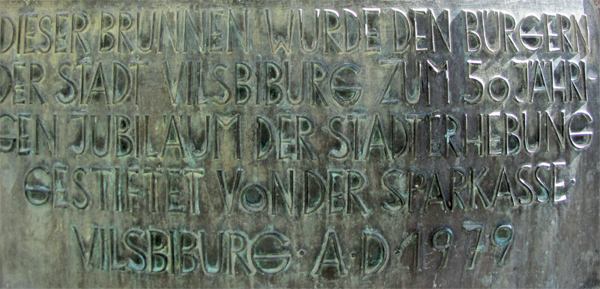 DIESER BRUNNEN WURDE DEN BÜRGERN
DER STADT VILSBIBURG ZUM 50 JÄHRI-
GEN JUBILÄUM DER STADTERHEBUNG
GESTIFTET VON DER SPARKASSE·
VILSBIBURG·A·D·1979